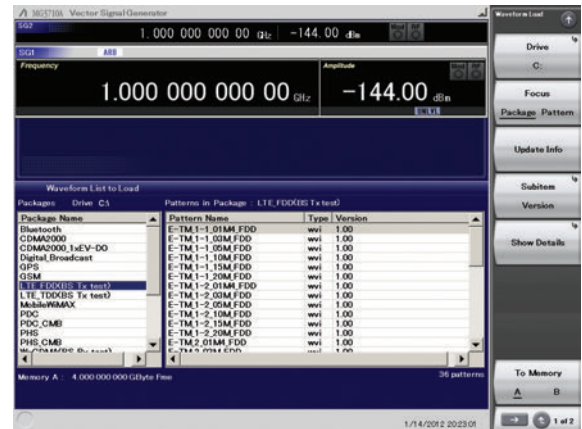 MG3710A Vector Signal Generator
SG2
1. 000 000 000 00 GHz -144. 00 dBm
Mod RF
SG1 ARB
Frequency
1.000 000 000 00 GHz
Amplitude
Mod RF
-144.00 dBm
Waveform List to Load
Packages Drive C:\
Patterns in Package : LTE_FDD(BS Tx test)
Package Name
Bluetooth
CDMA2000
CDMA2000_1xEV-DO
Digital_Broadcast
GPS
GSM
LTE_FDD(BS Tx test)
LTE_TDD(BS Tx test)
MobileWiMAX
PDC
PDC_CMB
PHS
PHS_CMB
Pattern Name Type Version
E-TM_1-1_01M4_FDD wvi 1.00
E-TM_1-1_03M_FDD wvi 1.00
E-TM_1-1_05M_FDD wvi 1.00
E-TM_1-1_10M_FDD wvi 1.00
E-TM_1-1_15M_FDD wvi 1.00
E-TM_1-1_20M_FDD wvi 1.00
E-TM_1-2_01M4_FDD wvi 1.00
E-TM_1-2_03M_FDD wvi 1.00
E-TM_1-2_05M_FDD wvi 1.00
E-TM_1-2_10M_FDD wvi 1.00
E-TM_1-2_15M_FDD wvi 1.00
E-TM_1-2_20M_FDD wvi 1.00
E-TM_2_01M4_FDD wvi 1.00
Memory A : 4.000 000 000 GByte Free
36 patterns
1/14/2012 20:23:01
Waveform Load
Drive
C:
Focus
Package Pattern
Update Info
Subitem
Version
Show Details
To Memory
A B
1 of 2